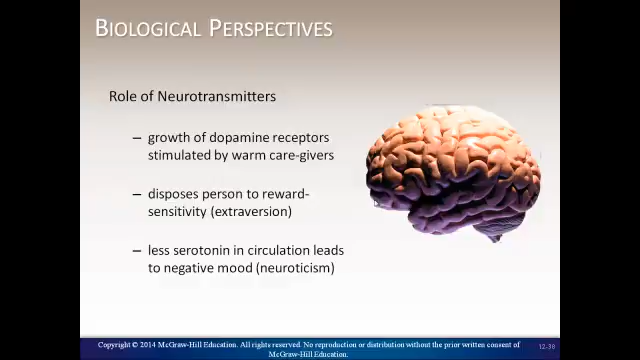 BIOLOGICAL PERSPECTIVES
Role of Neurotransmitters
– growth of dopamine receptors
stimulated by warm care-givers
– disposes person to reward-
sensitivity (extraversion)
– less serotonin in circulation leads
to negative mood (neuroticism)
Copyright © 2014 McGraw-Hill Education. All rights reserved. No reproduction or distribution without the prior written consent of
McGraw-Hill Education.
12-38